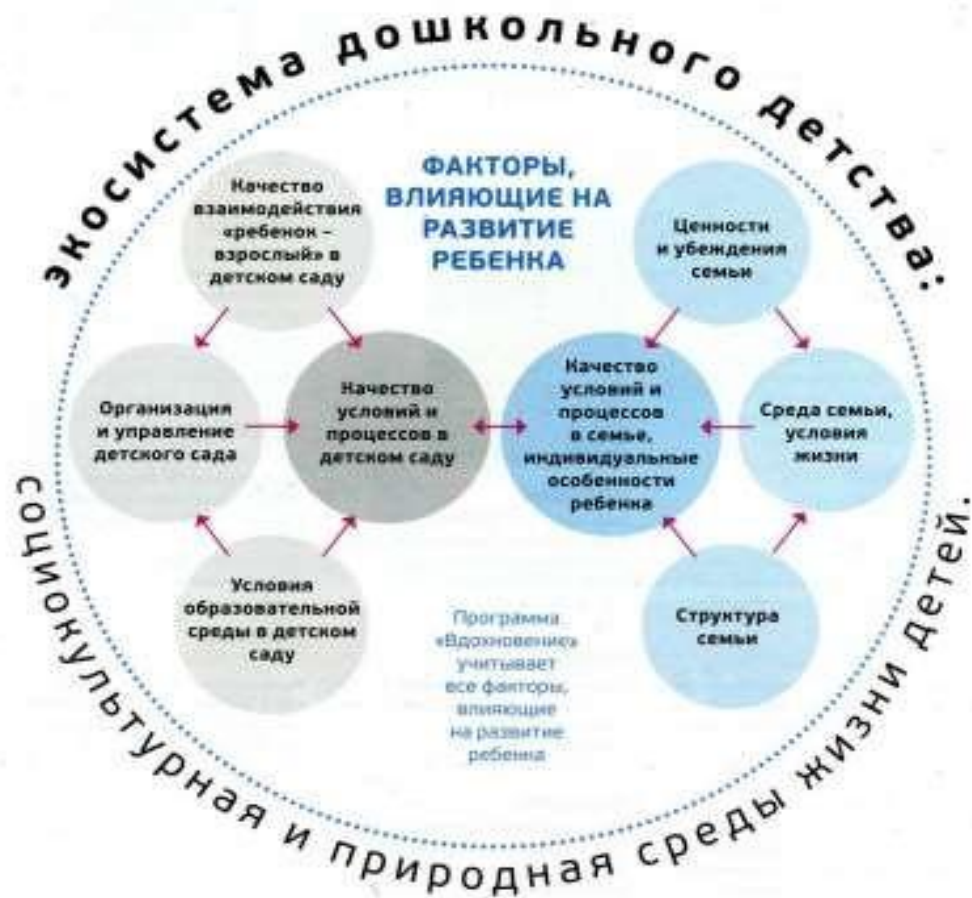 экосистема дошкольного детства:
ФАКТОРЫ,
ВЛИЯЮЩИЕ НА
РАЗВИТИЕ
РЕБЕНКА
Качество
взаимодействия
«ребенок –
взрослый» в
детском саду
Ценности
и убеждения
семьи
Организация
и управление
детского сада
Качество
условий и
процессов в
детском саду
Качество
условий и
процессов
в семье,
индивидуальные
особенности
ребенка
Среда семьи,
условия
жизни
Условия
образовательной
среды в детском
саду
Программа
«Вдохновение»
учитывает
все факторы,
влияющие
на развитие
ребенка
Структура
семьи
социокультурная и природная среды жизни детей.